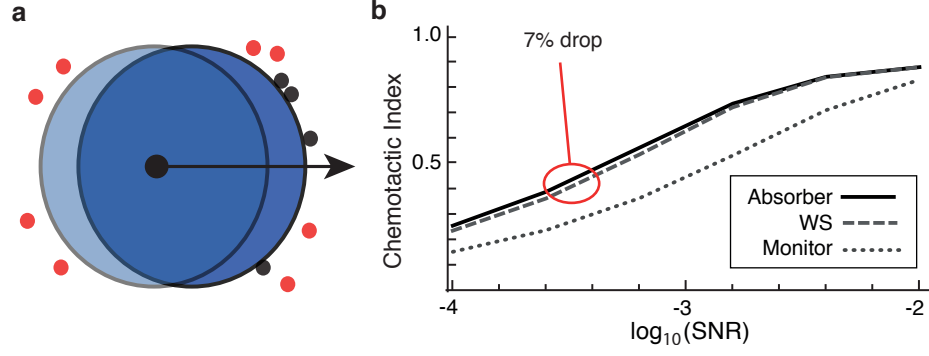 a
b
1.0
0.5
Chemotactic Index
7% drop
Absorber
WS
Monitor
-4
-3
-2
log₁₀(SNR)